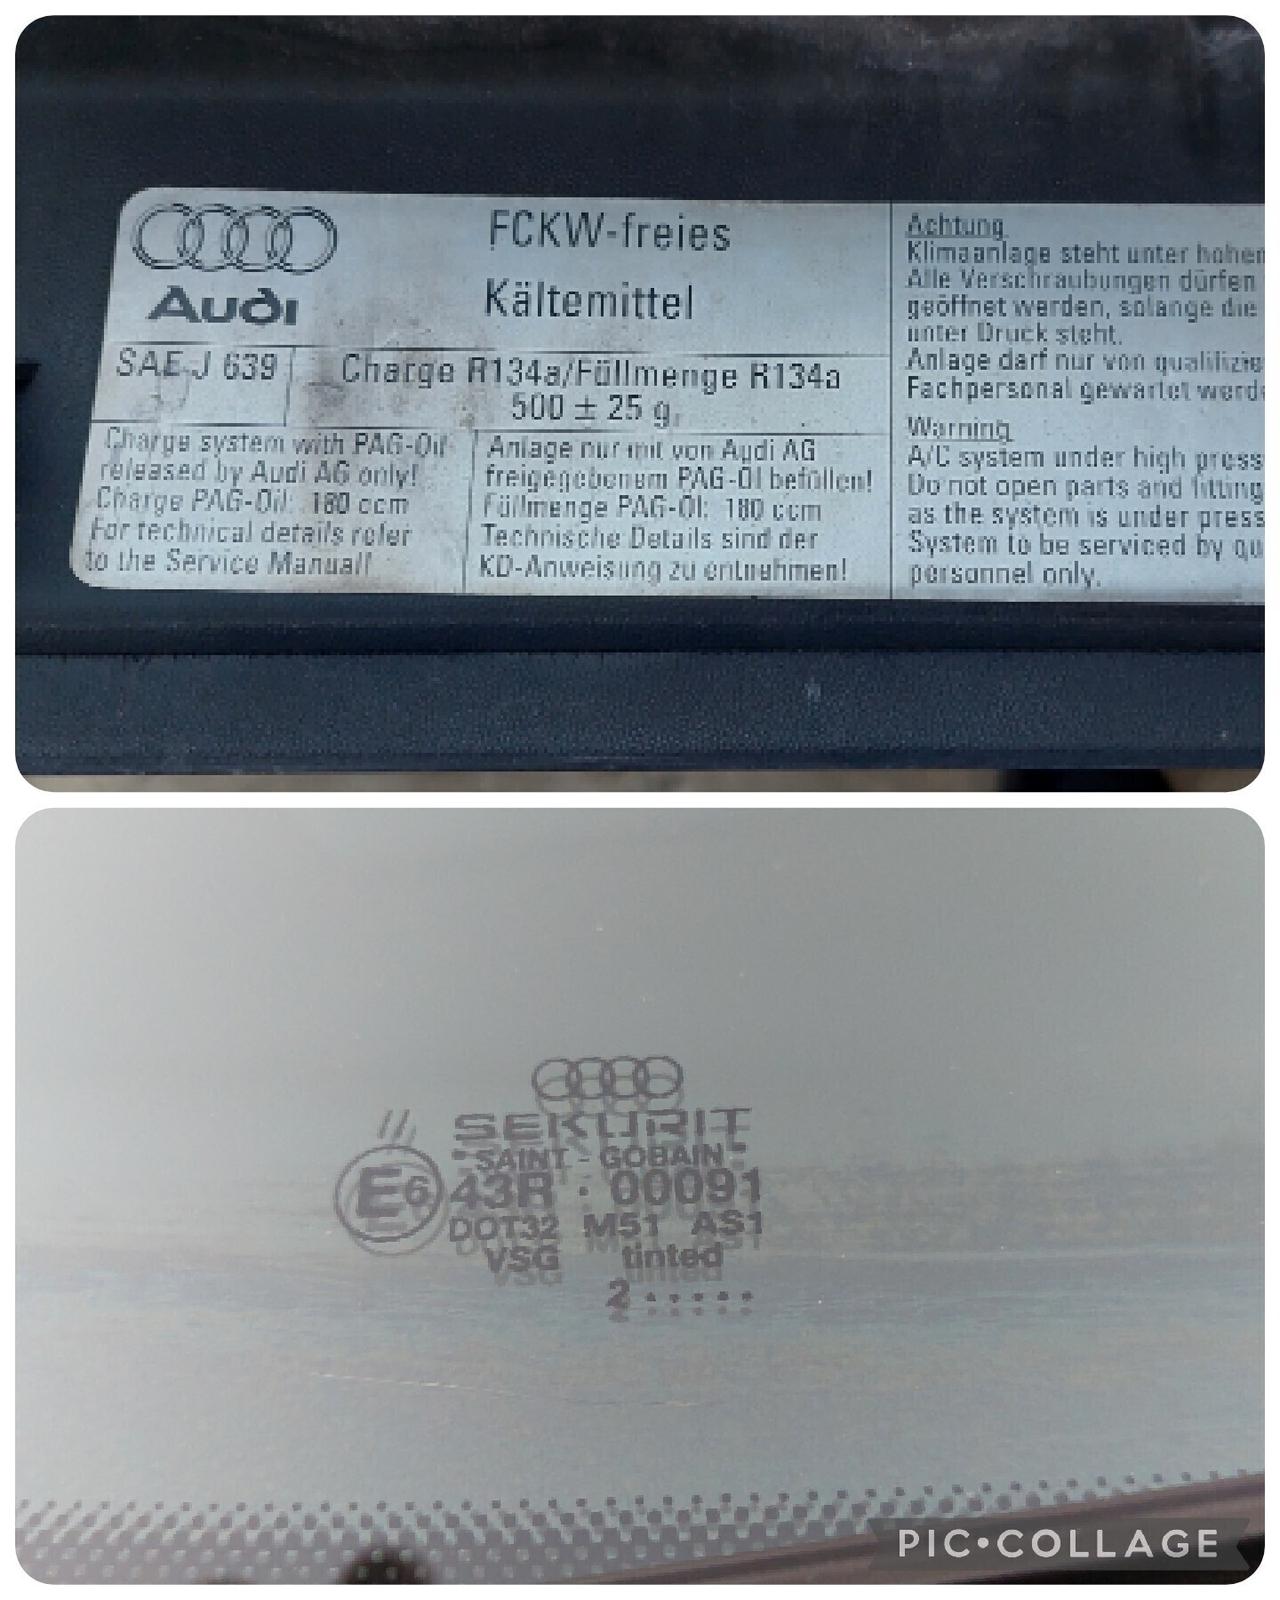 Audi
FCKW-freies
Kältemittel
SAE-J 639
Charge R134a/Füllmenge R134a
500 ± 25 g
Charge system with PAG-Oil
released by Audi AG only!
Charge PAG-Oil: 180 ccm
For technical details refer
to the Service Manual!
Anlage nur mit von Audi AG
freigegebenem PAG-Öl befüllen!
Füllmenge PAG-Öl: 180 ccm
Technische Details sind der
KD-Anweisung zu entnehmen!
Achtung
Klimaanlage steht unter hohen
Alle Verschraubungen dürfen
geöffnet werden, solange die
unter Druck steht.
Anlage darf nur von qualifizie
Fachpersonal gewartet werde
Warning
A/C system under high press
Do not open parts and fitting
as the system is under press
System to be serviced by qu
personnel only.
SEKURIT
SAINT-GOBAIN
E6 43R · 00091
DOT32 M51 AS1
VSG tinted
2 . . . . .
PIC•COLLAGE